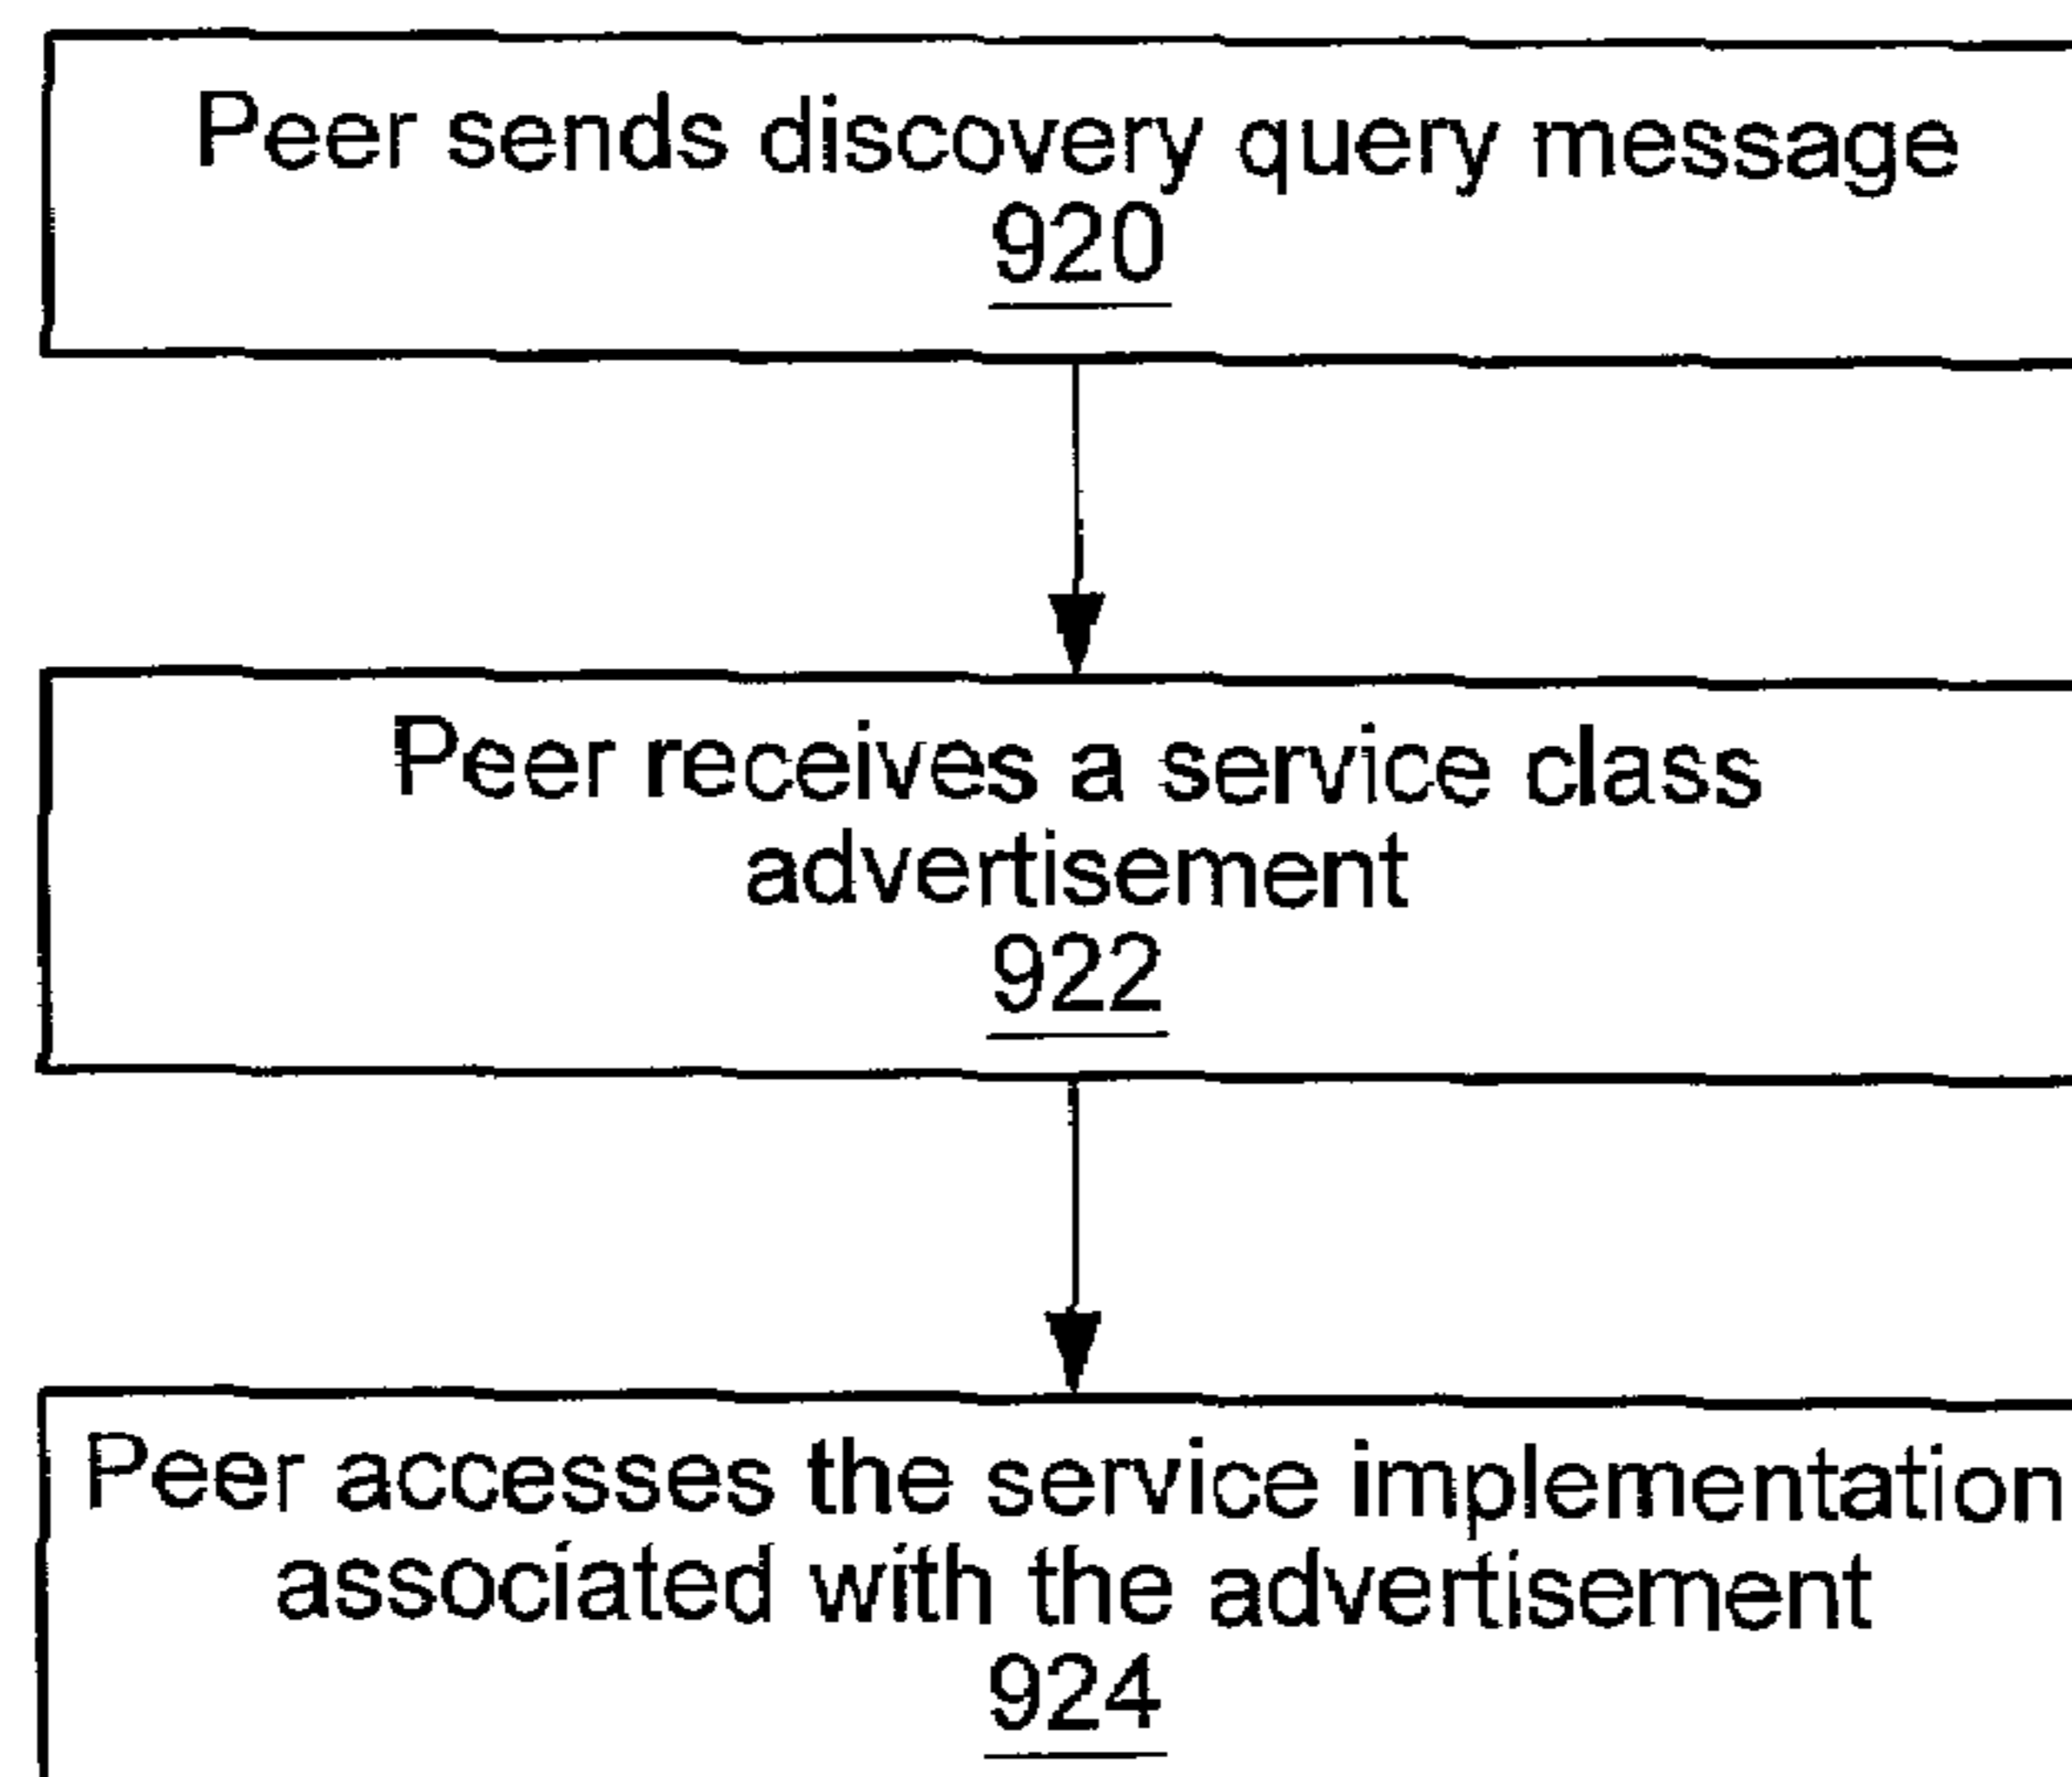 Peer sends discovery query message
920
Peer receives a service class
advertisement
922
Peer accesses the service implementation
associated with the advertisement
924